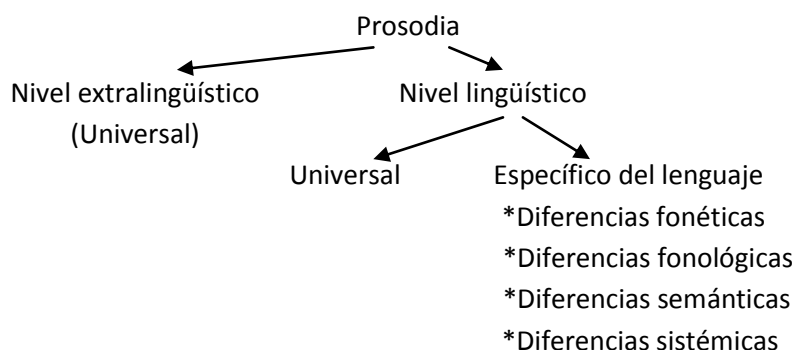 Prosodia
Nivel extralingüístico
(Universal)
Nivel lingüístico
Universal
Específico del lenguaje
*Diferencias fonéticas
*Diferencias fonológicas
*Diferencias semánticas
*Diferencias sistémicas